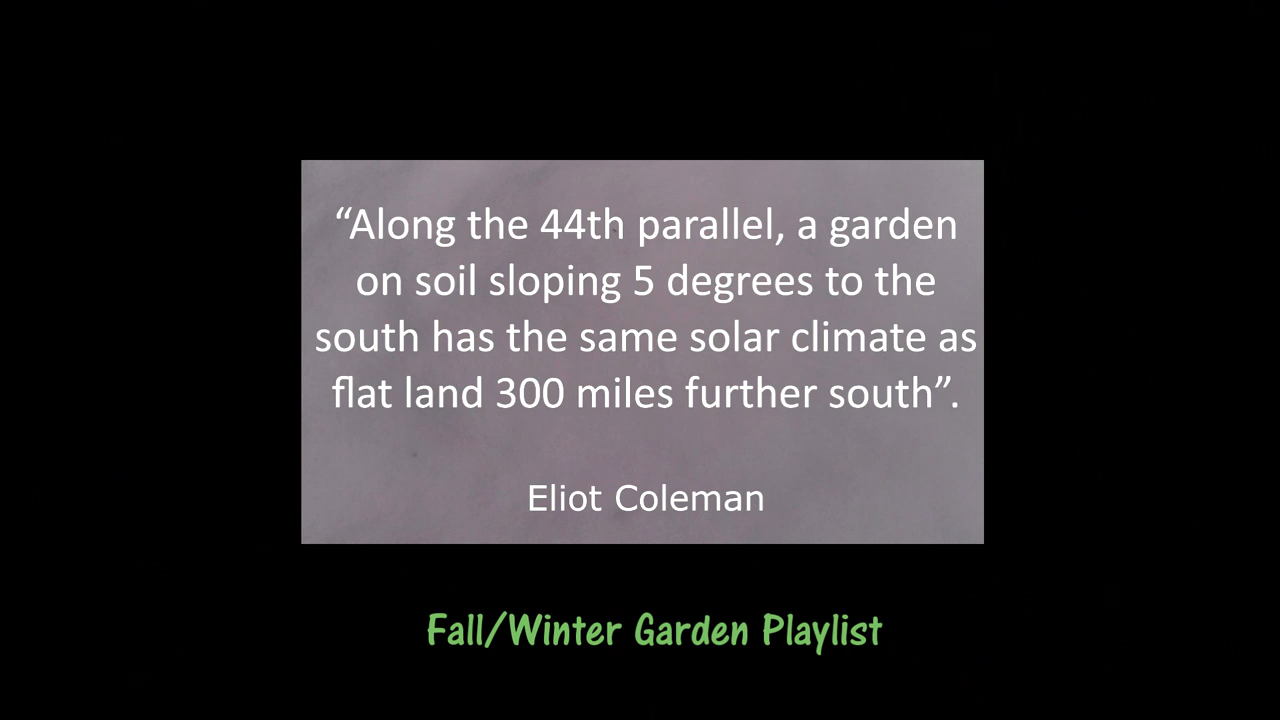 “Along the 44th parallel, a garden
on soil sloping 5 degrees to the
south has the same solar climate as
flat land 300 miles further south”.
Eliot Coleman
Fall/Winter Garden Playlist